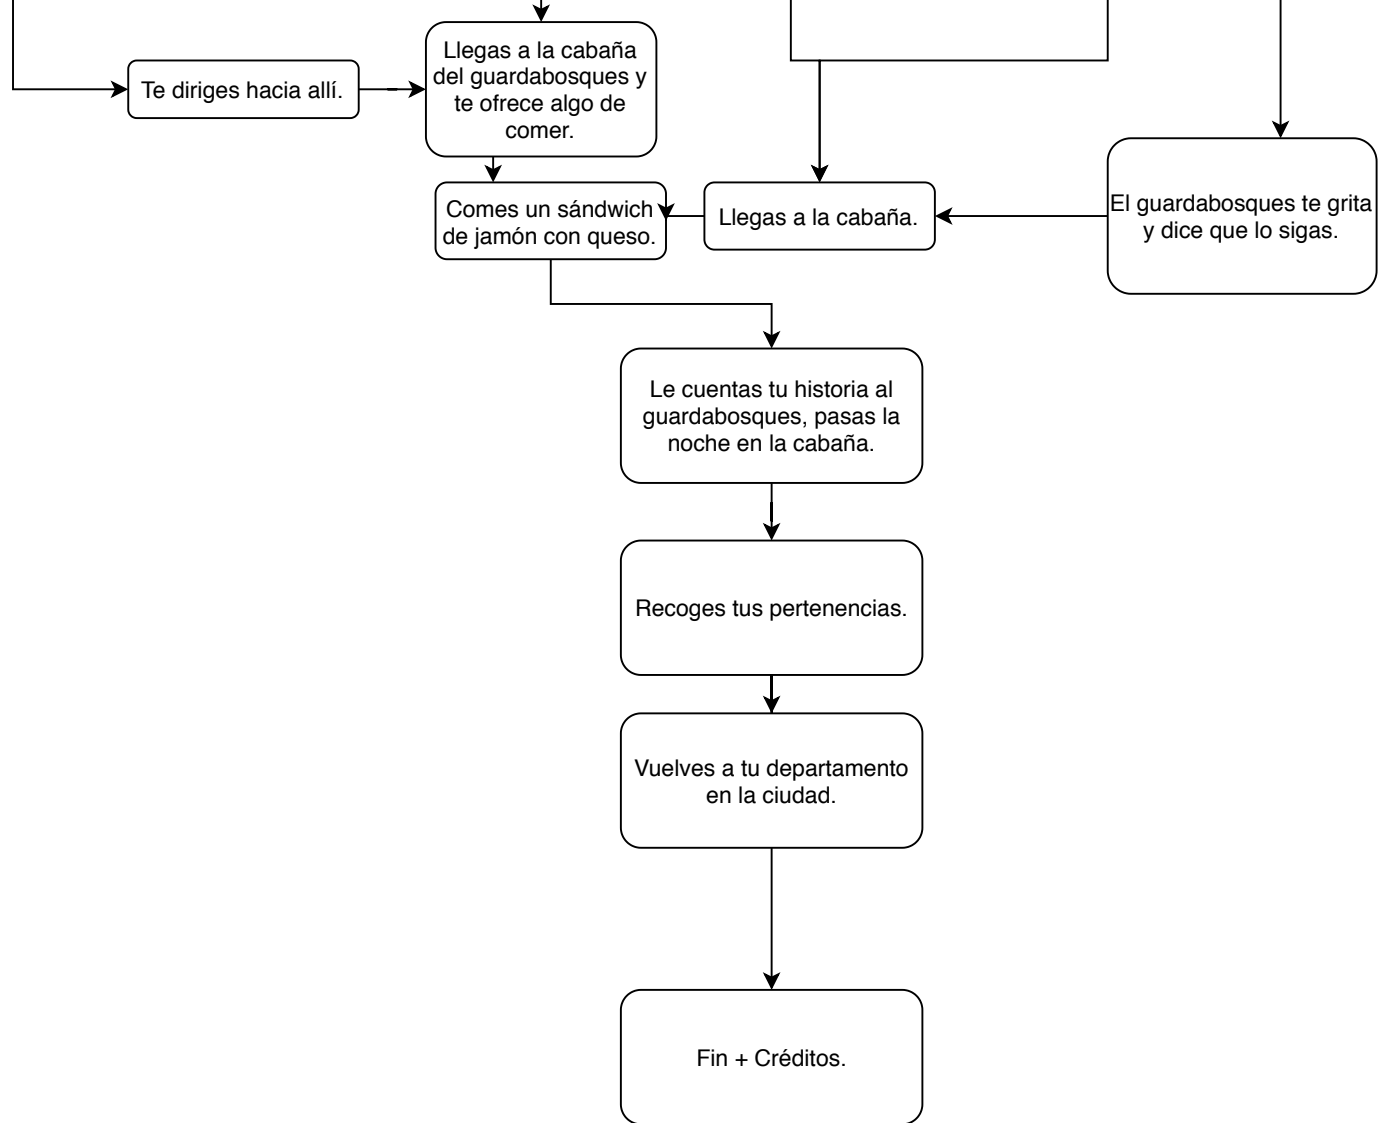 Llegas a la cabaña
del guardabosques y
te ofrece algo de
comer.
Te diriges hacia allí.
Comes un sándwich
de jamón con queso.
Llegas a la cabaña.
El guardabosques te grita
y dice que lo sigas.
Le cuentas tu historia al
guardabosques, pasas la
noche en la cabaña.
Recoges tus pertenencias.
Vuelves a tu departamento
en la ciudad.
Fin + Créditos.